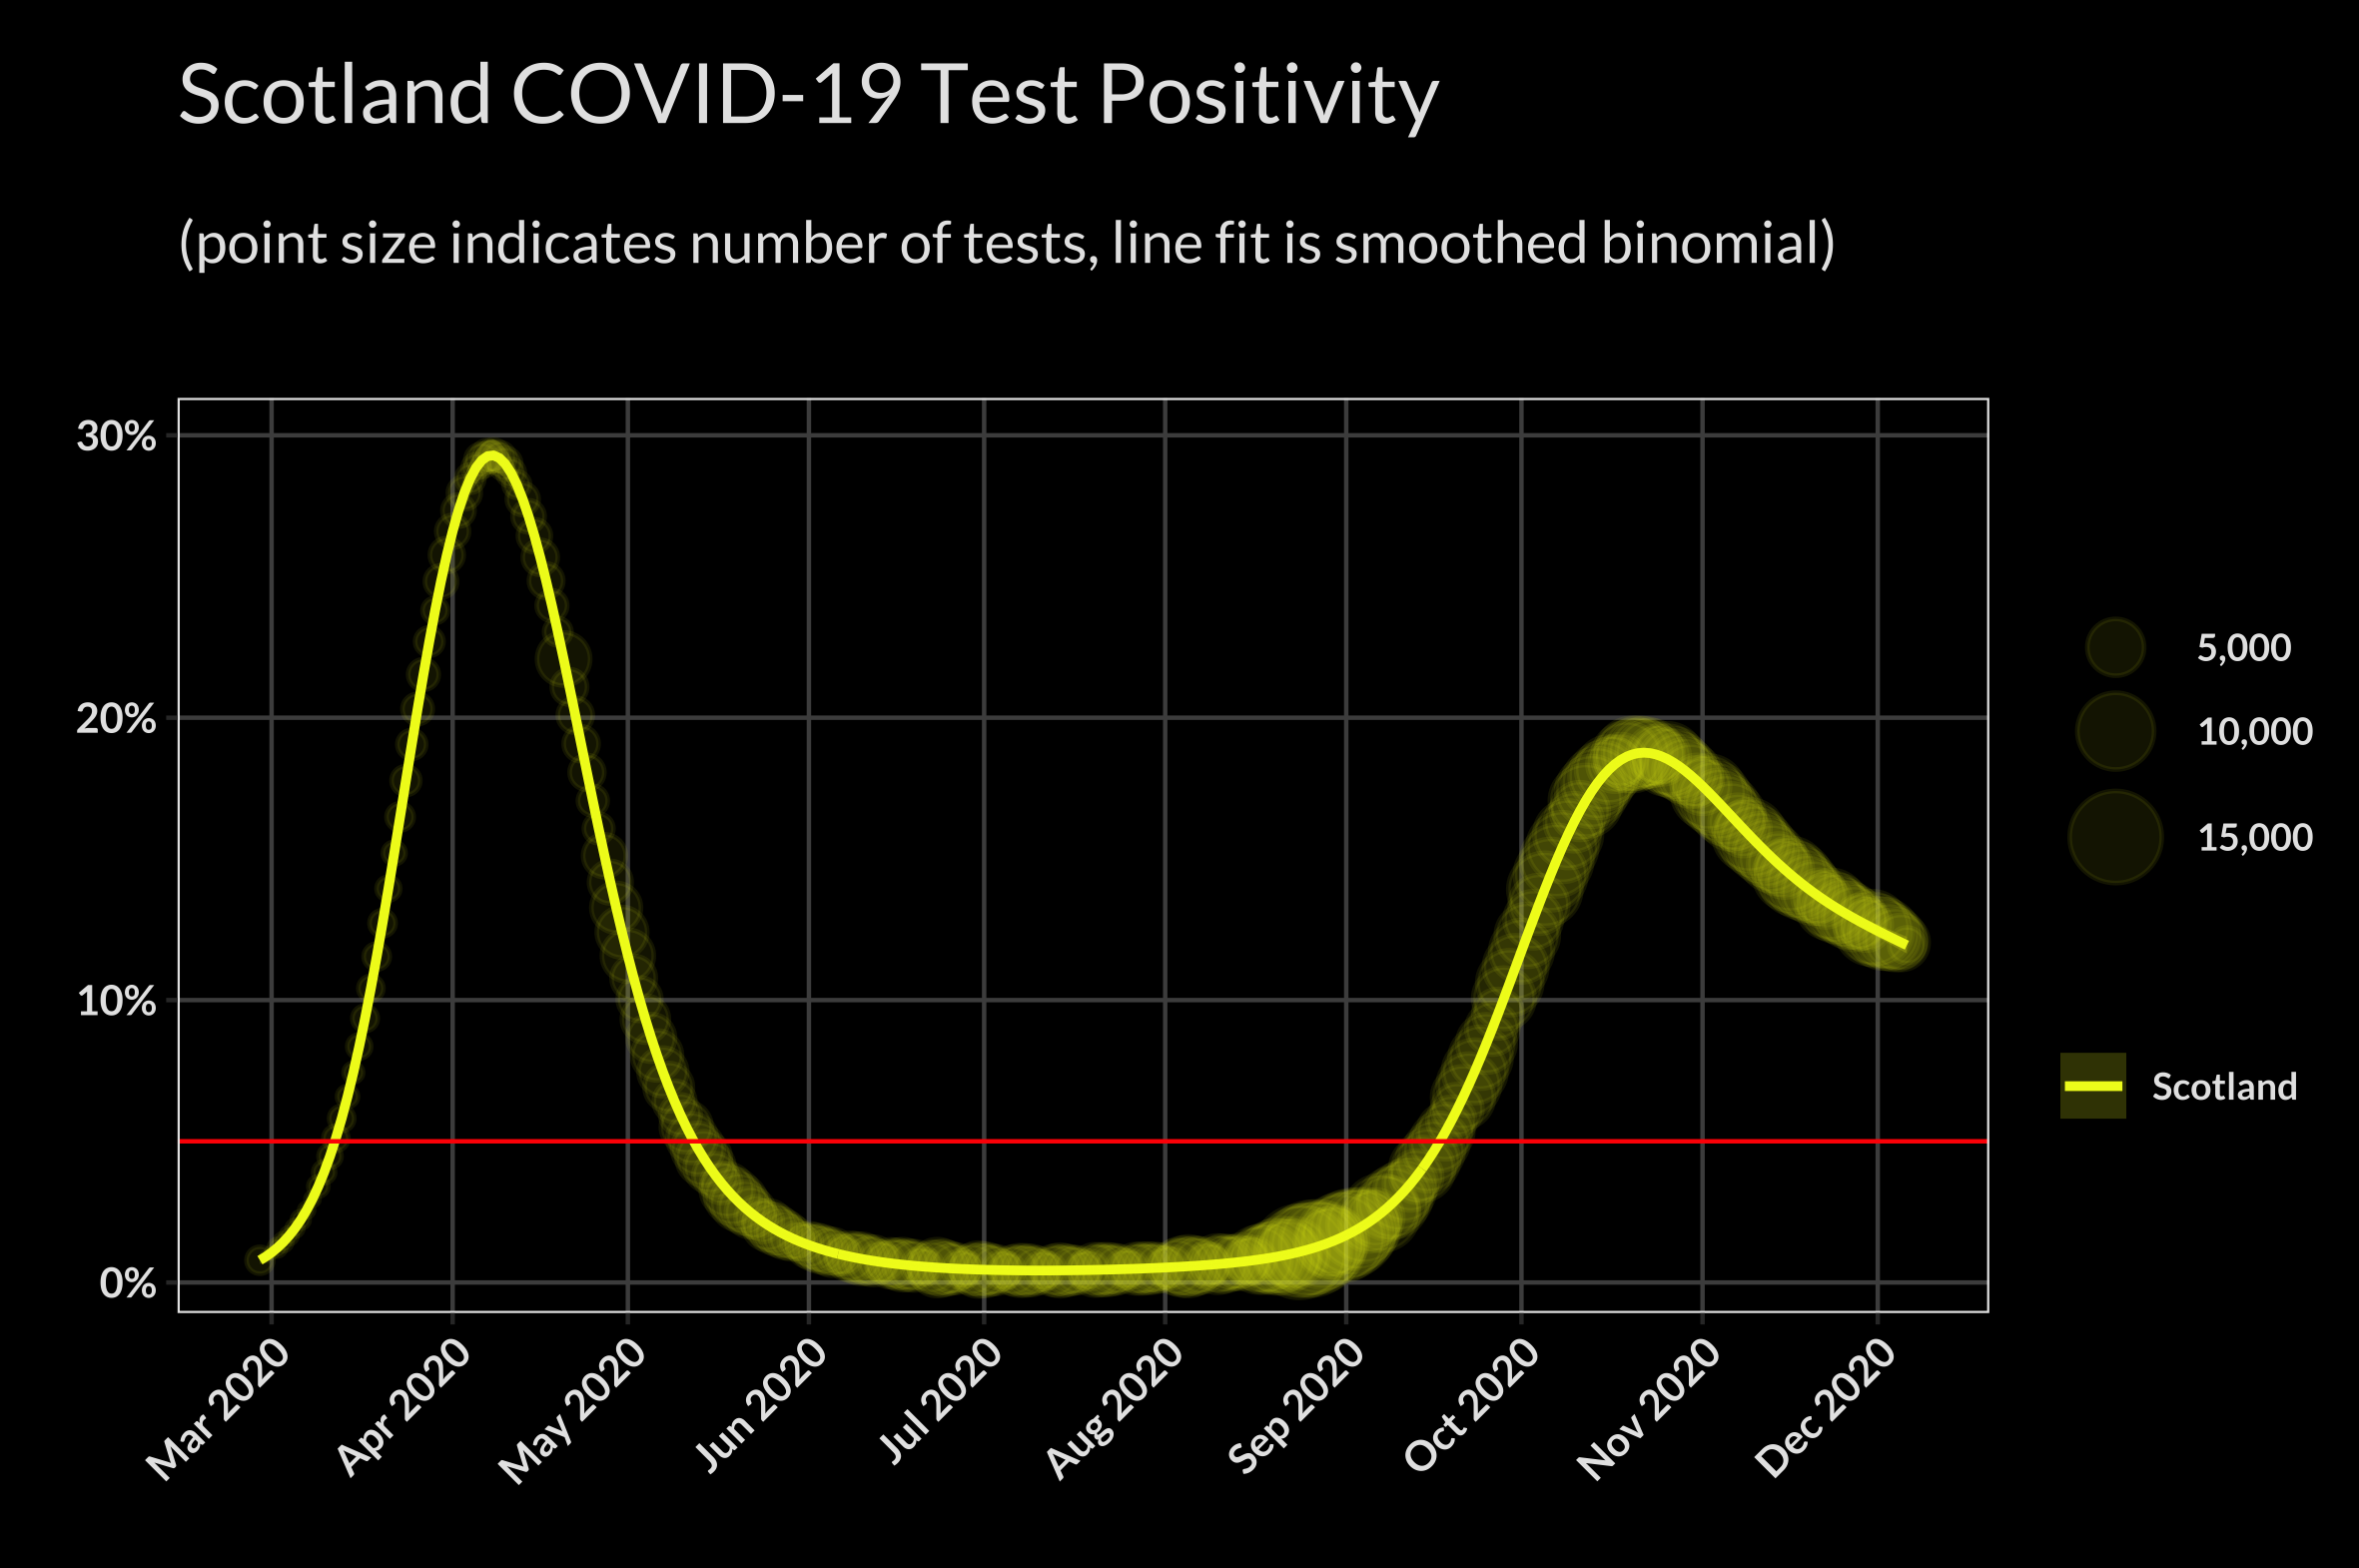 Scotland COVID-19 Test Positivity
(point size indicates number of tests, line fit is smoothed binomial)
30%
20%
10%
0%
Mar 2020
Apr 2020
May 2020
Jun 2020
Jul 2020
Aug 2020
Sep 2020
Oct 2020
Nov 2020
Dec 2020
5,000
10,000
15,000
Scotland